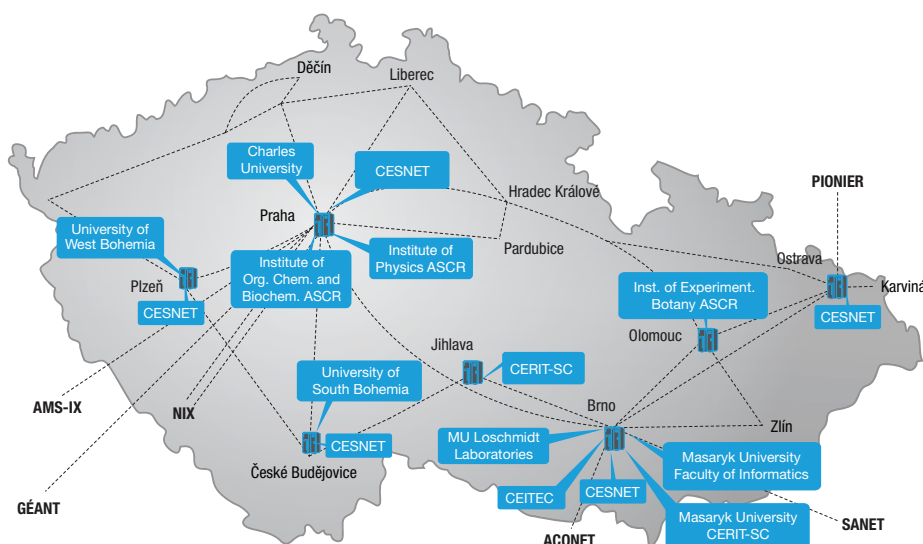 Děčín
Liberec
Charles
University
CESNET
Hradec Králové
PIONIER
Praha
University of
West Bohemia
Institute of
Physics ASCR
Pardubice
Ostrava
Plzeň
Institute of
Org. Chem. and
Biochem. ASCR
Inst. of Experiment.
Botany ASCR
Karviná
CESNET
CESNET
Olomouc
Jihlava
CERIT-SC
University of
South Bohemia
AMS-IX
NIX
Brno
Zlín
CESNET
MU Loschmidt
Laboratories
Masaryk University
Faculty of Informatics
České Budějovice
CEITEC
CESNET
GÉANT
Masaryk University
CERIT-SC
SANET
ACONET